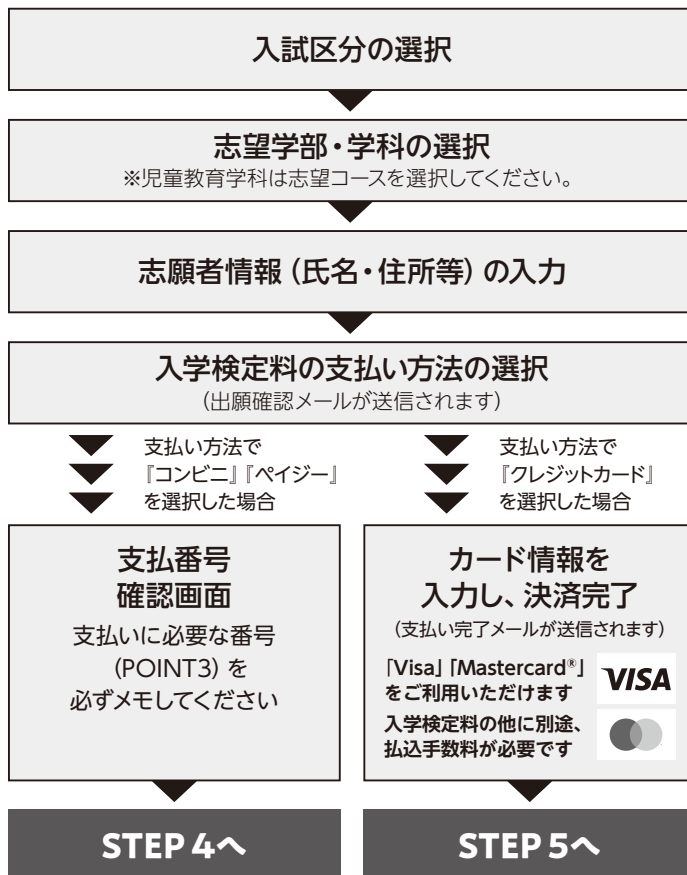 入試区分の選択
志望学部・学科の選択
※児童教育学科は志望コースを選択してください。
志願者情報（氏名・住所等）の入力
入学検定料の支払い方法の選択
（出願確認メールが送信されます）
支払い方法で
『コンビニ』『ペイジー』
を選択した場合
支払い方法で
『クレジットカード』
を選択した場合
支払番号
確認画面
支払いに必要な番号
（POINT3）を
必ずメモしてください
カード情報を
入力し、決済完了
（支払い完了メールが送信されます）
「Visa」「Mastercard®」
をご利用いただけます
VISA
入学検定料の他に別途、
払込手数料が必要です
STEP 4へ
STEP 5へ